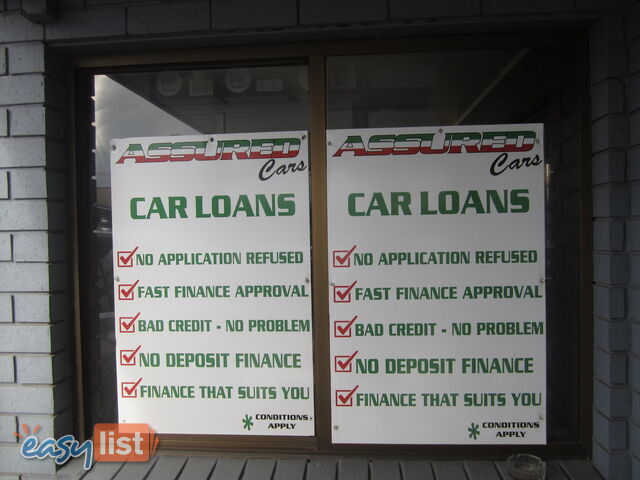 ASSURED
Cars
CAR LOANS
NO APPLICATION REFUSED
FAST FINANCE APPROVAL
BAD CREDIT - NO PROBLEM
NO DEPOSIT FINANCE
FINANCE THAT SUITS YOU
* CONDITIONS
APPLY
ASSURED
Cars
CAR LOANS
NO APPLICATION REFUSED
FAST FINANCE APPROVAL
BAD CREDIT - NO PROBLEM
NO DEPOSIT FINANCE
FINANCE THAT SUITS YOU
* CONDITIONS
APPLY
easy list